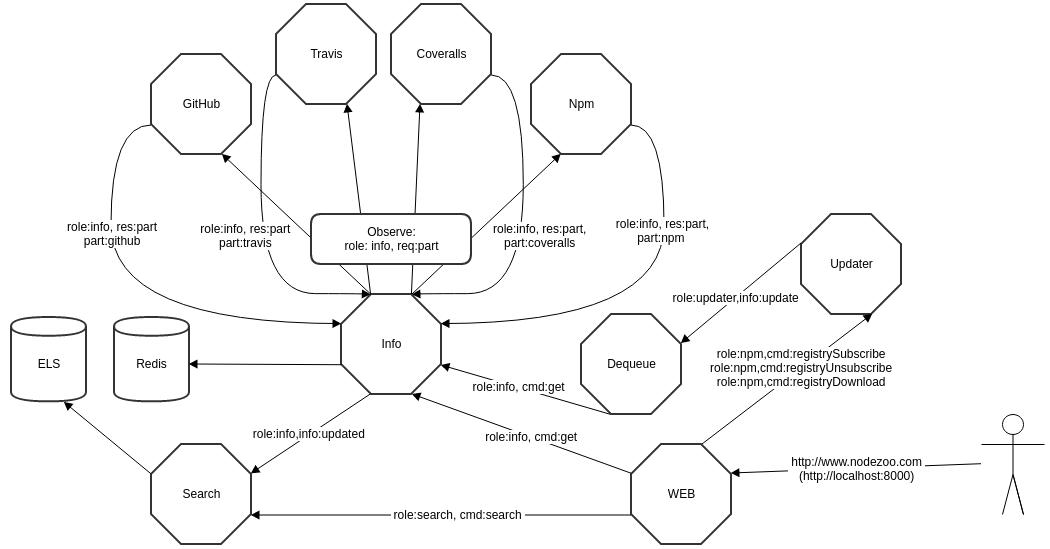 Travis
Coveralls
GitHub
Npm
Observe:
role: info, req:part
role:info, res:part
part:github
role:info, res:part
part:travis
role:info, res:part,
part:coveralls
role:info, res:part,
part:npm
Updater
role:updater,info:update
ELS
Redis
Info
Dequeue
role:npm,cmd:registrySubscribe
role:npm,cmd:registryUnsubscribe
role:npm,cmd:registryDownload
role:info, cmd:get
role:info,info:updated
role:info, cmd:get
http://www.nodezoo.com
(http://localhost:8000)
Search
WEB
role:search, cmd:search